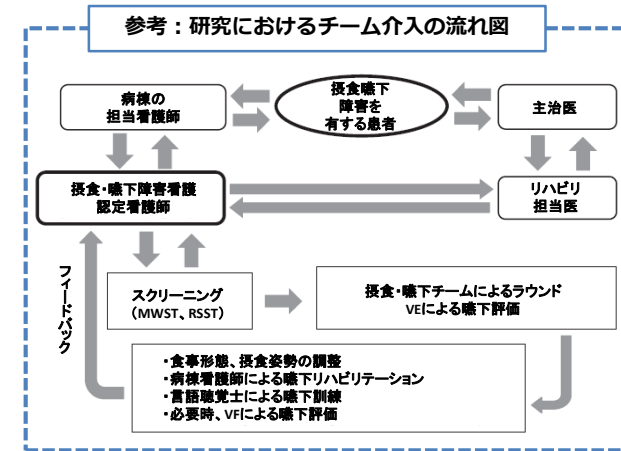 参考：研究におけるチーム介入の流れ図
病棟の
担当看護師
摂食嚥下
障害を
有する患者
主治医
摂食・嚥下障害看護
認定看護師
リハビリ
担当医
フィードバック
スクリーニング
（MWST、RSST）
摂食・嚥下チームによるラウンド
VEによる嚥下評価
・食事形態、摂食姿勢の調整
・病棟看護師による嚥下リハビリテーション
・言語聴覚士による嚥下訓練
・必要時、VFによる嚥下評価